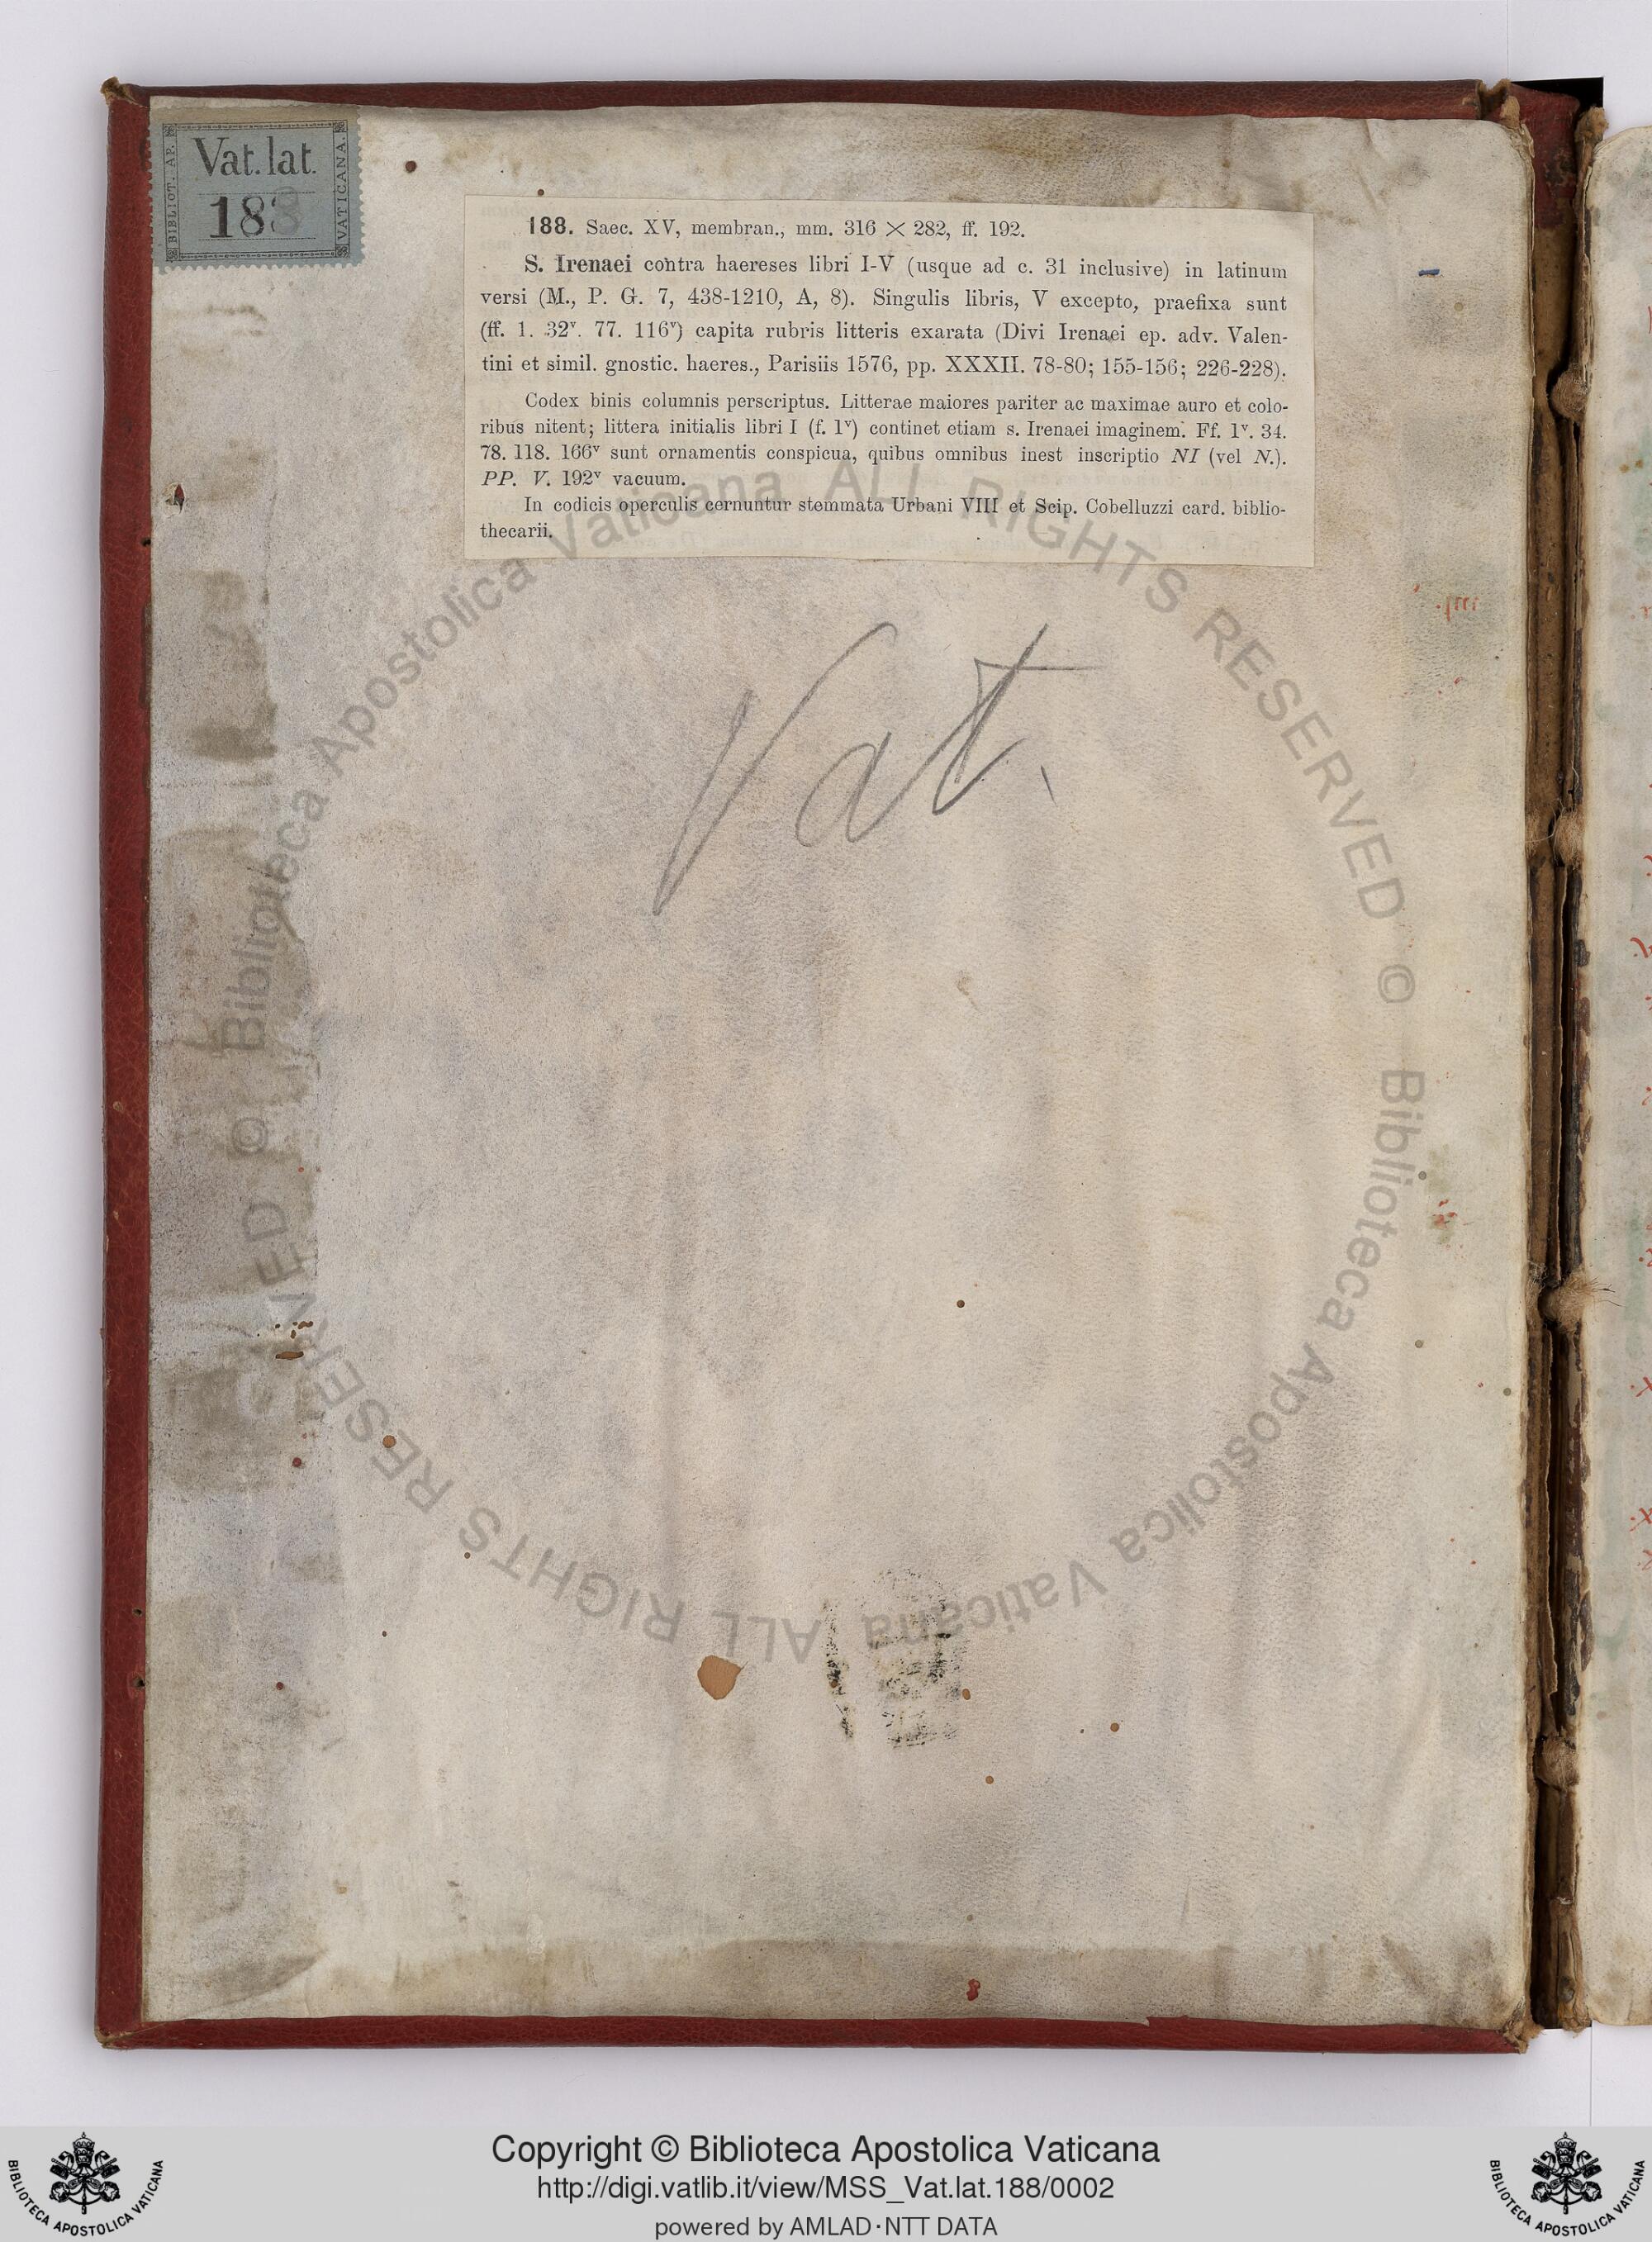 BIBLIOT. AP. VATICANA.
Vat. lat.
188
188. Saec. XV, membran., mm. 316 × 282, ff. 192.
S. Irenaei contra haereses libri I-V (usque ad c. 31 inclusive) in latinum
versi (M., P. G. 7, 438-1210, A, 8). Singulis libris, V excepto, praefixa sunt
(ff. 1. 32ᵛ. 77. 116ᵛ) capita rubris litteris exarata (Divi Irenaei ep. adv. Valen-
tini et simil. gnostic. haeres., Parisiis 1576, pp. XXXII. 78-80; 155-156; 226-228).
Codex binis columnis perscriptus. Litterae maiores pariter ac maximae auro et colo-
ribus nitent; littera initialis libri I (f. 1ᵛ) continet etiam s. Irenaei imaginem. Ff. 1ᵛ. 34.
78. 118. 166ᵛ sunt ornamentis conspicua, quibus omnibus inest inscriptio NI (vel N.).
PP. V. 192ᵛ vacuum.
In codicis operculis cernuntur stemmata Urbani VIII et Scip. Cobelluzzi card. biblio-
thecarii.
Vat.
© Biblioteca Apostolica Vaticana ALL RIGHTS RESERVED © Biblioteca Apostolica Vaticana ALL RIGHTS RESERVED
Copyright © Biblioteca Apostolica Vaticana
http://digi.vatlib.it/view/MSS_Vat.lat.188/0002
powered by AMLAD·NTT DATA
BIBLIOTECA APOSTOLICA VATICANA
BIBLIOTECA APOSTOLICA VATICANA